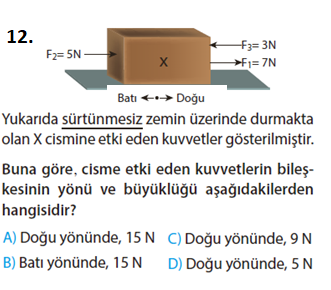 12.
F₂= 5N
F₃= 3N
X
F₁= 7N
Batı Doğu
Yukarıda sürtünmesiz zemin üzerinde durmakta
olan X cismine etki eden kuvvetler gösterilmiştir.
Buna göre, cisme etki eden kuvvetlerin bileş-
kesinin yönü ve büyüklüğü aşağıdakilerden
hangisidir?
A) Doğu yönünde, 15 N C) Doğu yönünde, 9 N
B) Batı yönünde, 15 N D) Doğu yönünde, 5 N